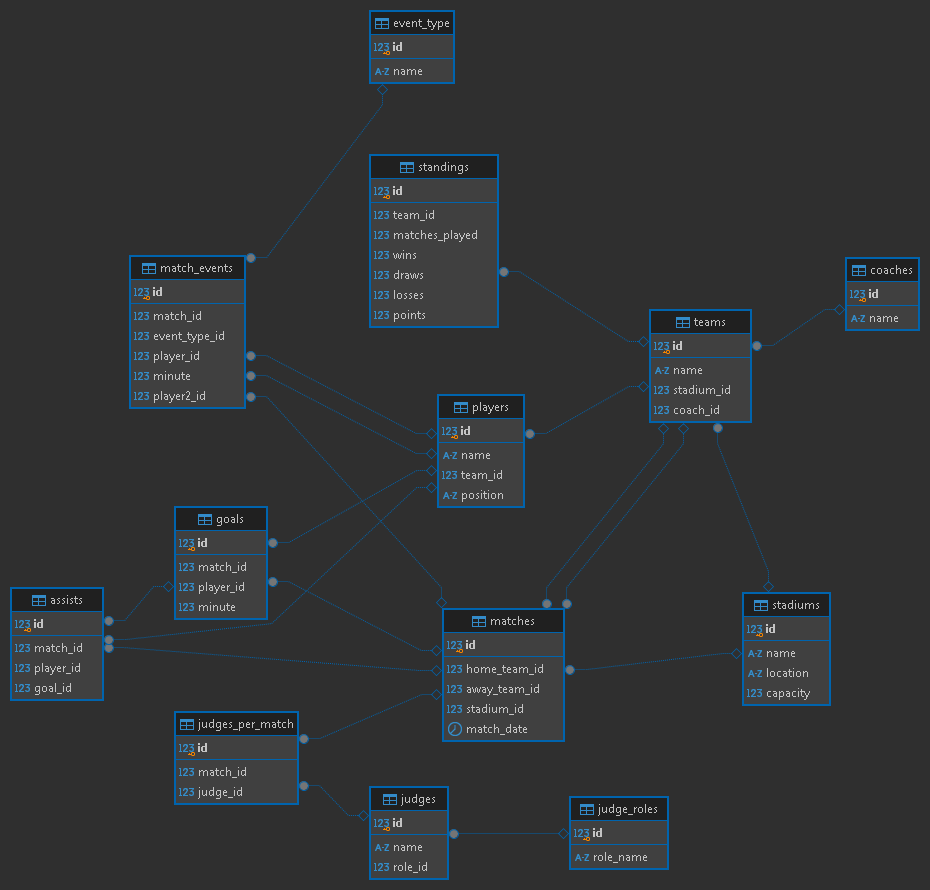 event_type
123 id
A-Z name
standings
123 id
123 team_id
123 matches_played
123 wins
123 draws
123 losses
123 points
match_events
123 id
123 match_id
123 event_type_id
123 player_id
123 minute
123 player2_id
coaches
123 id
A-Z name
teams
123 id
A-Z name
123 stadium_id
123 coach_id
players
123 id
A-Z name
123 team_id
A-Z position
goals
123 id
123 match_id
123 player_id
123 minute
assists
123 id
123 match_id
123 player_id
123 goal_id
matches
123 id
123 home_team_id
123 away_team_id
123 stadium_id
match_date
stadiums
123 id
A-Z name
A-Z location
123 capacity
judges_per_match
123 id
123 match_id
123 judge_id
judges
123 id
A-Z name
123 role_id
judge_roles
123 id
A-Z role_name